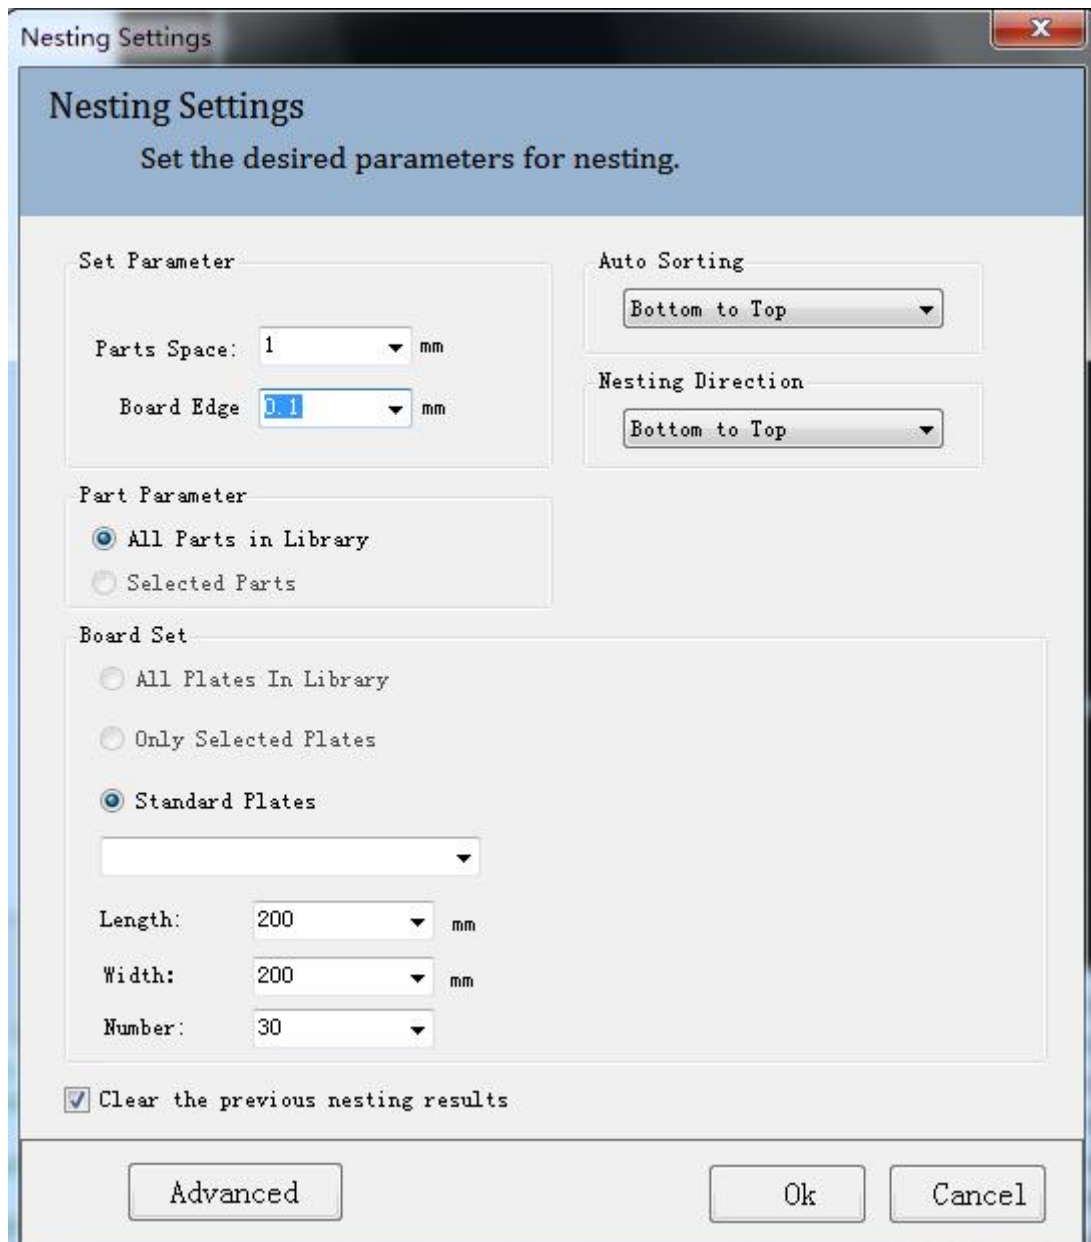 Nesting Settings
Nesting Settings
Set the desired parameters for nesting.
Set Parameter
Parts Space: 1 mm
Board Edge 0.1 mm
Auto Sorting
Bottom to Top
Nesting Direction
Bottom to Top
Part Parameter
All Parts in Library
Selected Parts
Board Set
All Plates In Library
Only Selected Plates
Standard Plates
Length: 200 mm
Width: 200 mm
Number: 30
Clear the previous nesting results
Advanced Ok Cancel